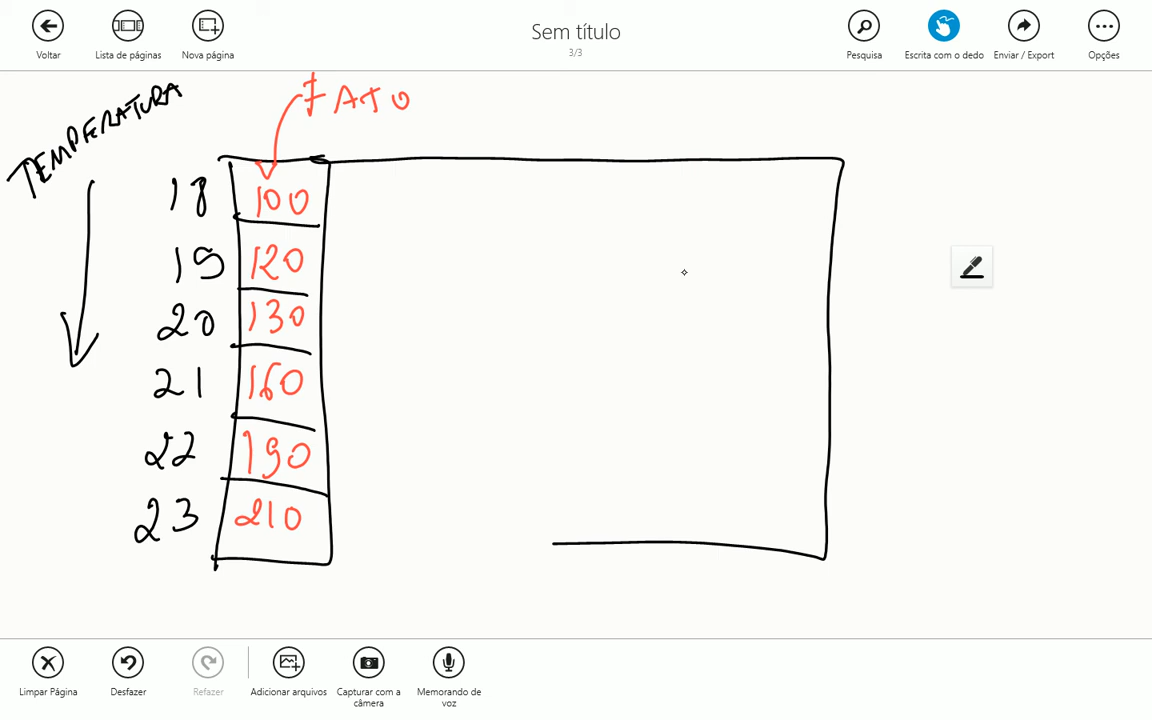 Sem título
3/3
Voltar
Lista de páginas
Nova página
Pesquisa
Escrita com o dedo
Enviar / Export
Opções
TEMPERATURA
FATO
18 100
19 120
20 130
21 160
22 190
23 210
Limpar Página
Desfazer
Refazer
Adicionar arquivos
Capturar com a
câmera
Memorando de
voz